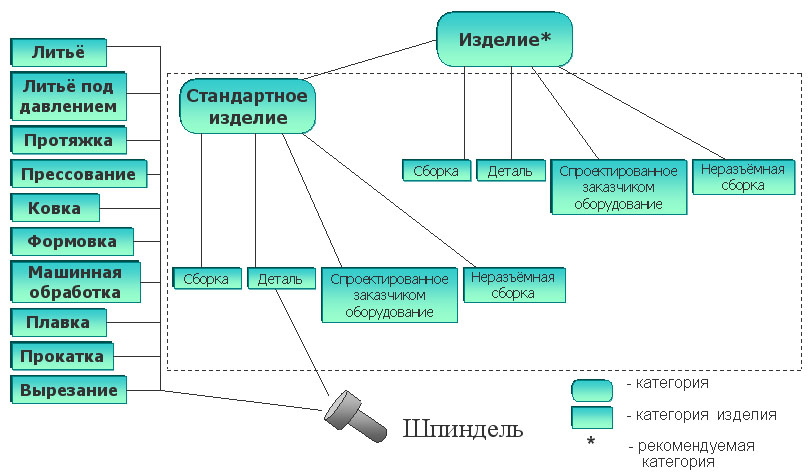 Литьё
Литьё под
давлением
Протяжка
Прессование
Ковка
Формовка
Машинная
обработка
Плавка
Прокатка
Вырезание
Изделие*
Стандартное
изделие
Сборка
Деталь
Спроектированное
заказчиком
оборудование
Неразъёмная
сборка
Сборка
Деталь
Спроектированное
заказчиком
оборудование
Неразъёмная
сборка
Шпиндель
- категория
- категория изделия
* - рекомендуемая
категория